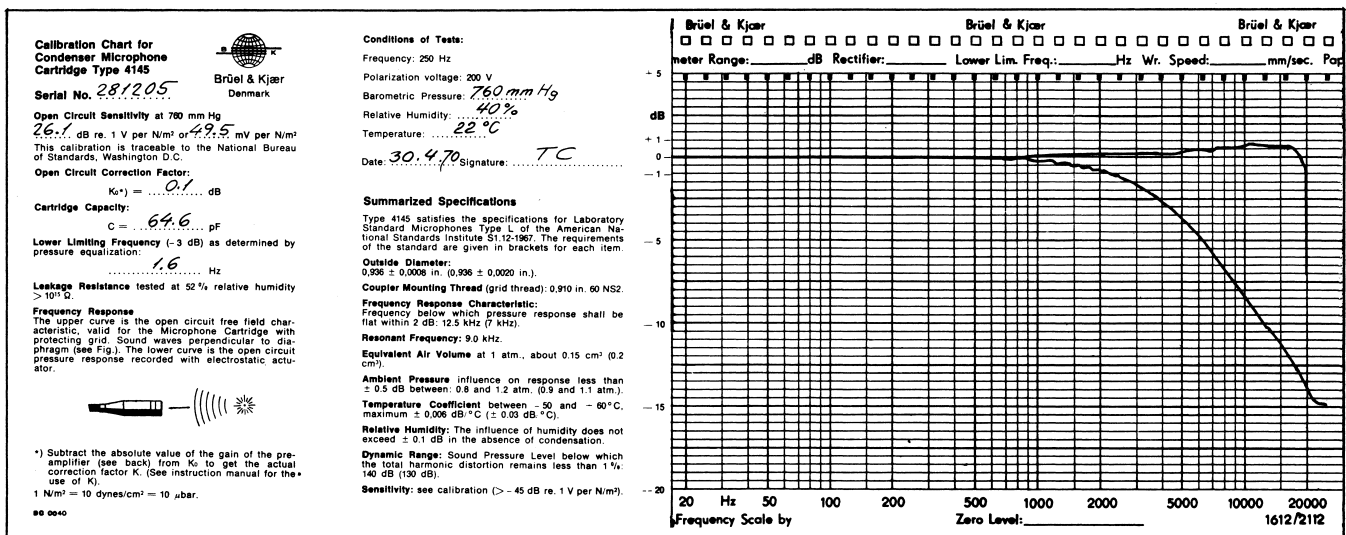 Calibration Chart for
Condenser Microphone
Cartridge Type 4145
B K
Brüel & Kjær
Denmark
Serial No. 281205
Open Circuit Sensitivity at 760 mm Hg
26.1 dB re. 1 V per N/m² or 49.5 mV per N/m²
This calibration is traceable to the National Bureau
of Standards, Washington D.C.
Open Circuit Correction Factor:
K₀*) = 0.1 dB
Cartridge Capacity:
C = 64.6 pF
Lower Limiting Frequency (– 3 dB) as determined by
pressure equalization:
1.6 Hz
Leakage Resistance tested at 52 % relative humidity
> 10¹⁵ Ω.
Frequency Response
The upper curve is the open circuit free field char-
acteristic, valid for the Microphone Cartridge with
protecting grid. Sound waves perpendicular to dia-
phragm (see Fig.). The lower curve is the open circuit
pressure response recorded with electrostatic actu-
ator.
*) Subtract the absolute value of the gain of the pre-
amplifier (see back) from K₀ to get the actual
correction factor K. (See instruction manual for the
use of K).
1 N/m² = 10 dynes/cm² = 10 μbar.
BG 0040
Conditions of Tests:
Frequency: 250 Hz
Polarization voltage: 200 V
Barometric Pressure: 760 mm Hg
Relative Humidity: 40%
Temperature: 22 °C
Date: 30.4.70 Signature: TC
Summarized Specifications
Type 4145 satisfies the specifications for Laboratory
Standard Microphones Type L of the American Na-
tional Standards Institute S1.12-1967. The requirements
of the standard are given in brackets for each item.
Outside Diameter:
0,936 ± 0,0008 in. (0,936 ± 0,0020 in.).
Coupler Mounting Thread (grid thread): 0,910 in. 60 NS2.
Frequency Response Characteristic:
Frequency below which pressure response shall be
flat within 2 dB: 12.5 kHz (7 kHz).
Resonant Frequency: 9.0 kHz.
Equivalent Air Volume at 1 atm., about 0.15 cm³ (0.2
cm³).
Ambient Pressure influence on response less than
± 0.5 dB between: 0.8 and 1.2 atm. (0.9 and 1.1 atm.).
Temperature Coefficient between – 50 and – 60°C,
maximum ± 0,006 dB/°C (± 0.03 dB/°C).
Relative Humidity: The influence of humidity does not
exceed ± 0.1 dB in the absence of condensation.
Dynamic Range: Sound Pressure Level below which
the total harmonic distortion remains less than 1 %:
140 dB (130 dB).
Sensitivity: see calibration (> – 45 dB re. 1 V per N/m²).
Brüel & Kjær Brüel & Kjær Brüel & Kjær
meter Range: dB Rectifier: Lower Lim. Freq.: Hz Wr. Speed: mm/sec. Pap
+ 5
dB
+ 1
0
– 1
– 5
– 10
– 15
– 20
20 Hz 50 100 200 500 1000 2000 5000 10000 20000
Frequency Scale by Zero Level: 1612/2112